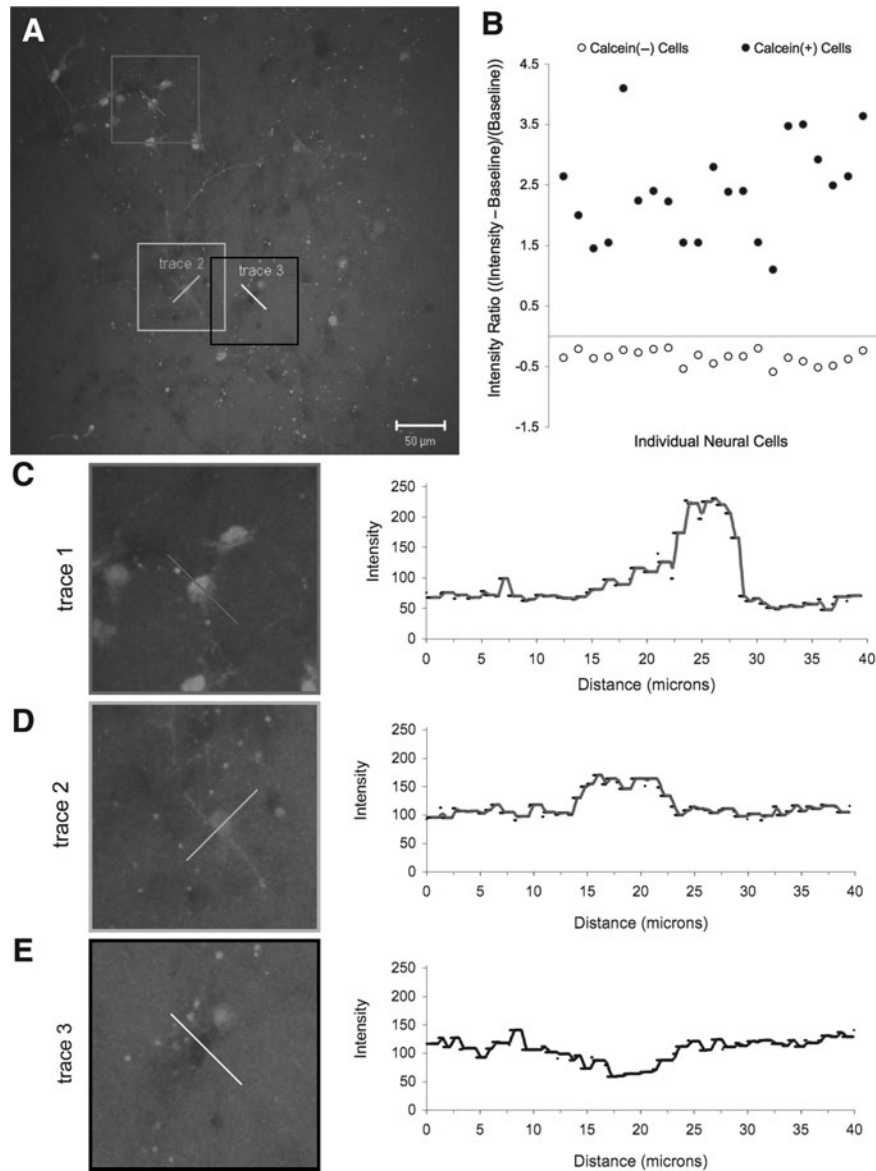 A
trace 2
trace 3
50 µm
B
Calcein(−) Cells
Calcein(+) Cells
Intensity Ratio ((Intensity – Baseline)/(Baseline))
4.5
3.5
2.5
1.5
0.5
-0.5
-1.5
Individual Neural Cells
C
trace 1
Intensity
250
200
150
100
50
0
0
5
10
15
20
25
30
35
40
Distance (microns)
D
trace 2
Intensity
250
200
150
100
50
0
0
5
10
15
20
25
30
35
40
Distance (microns)
E
trace 3
Intensity
250
200
150
100
50
0
0
5
10
15
20
25
30
35
40
Distance (microns)